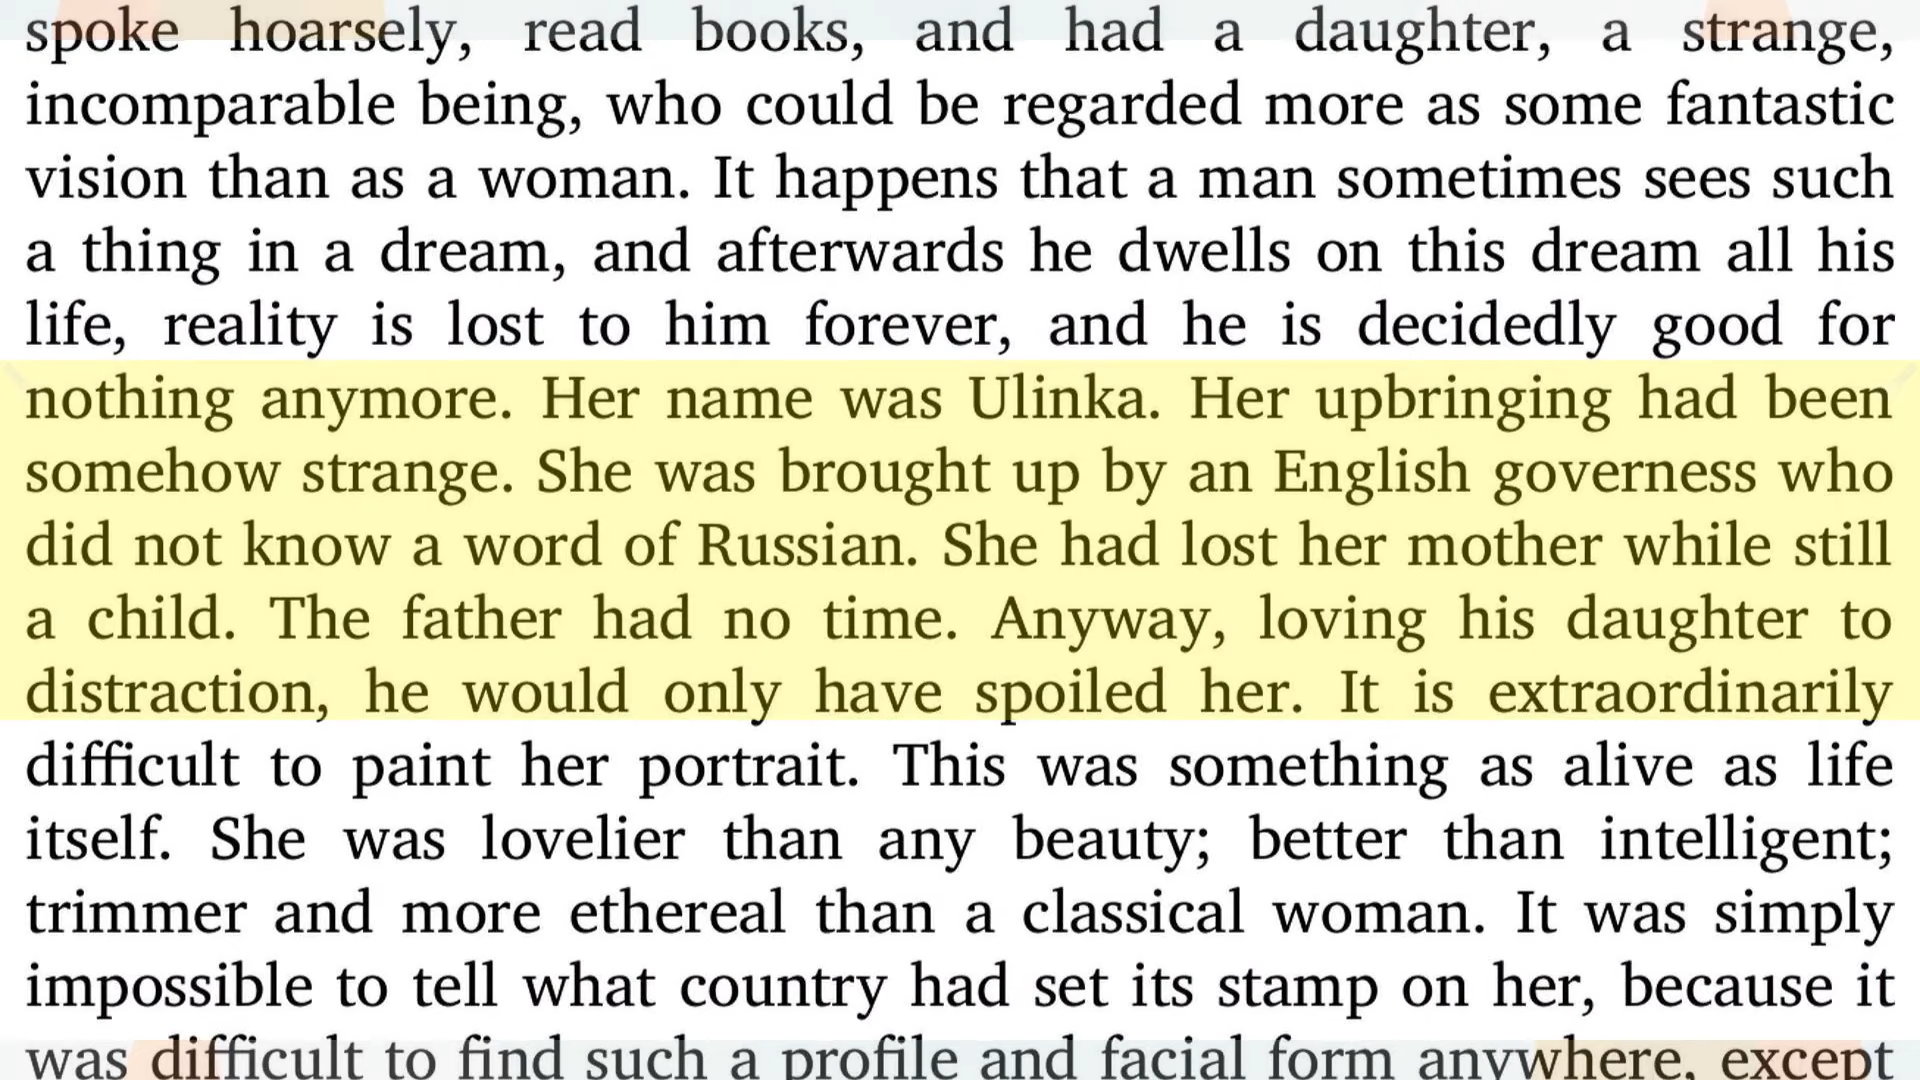 spoke hoarsely, read books, and had a daughter, a strange,
incomparable being, who could be regarded more as some fantastic
vision than as a woman. It happens that a man sometimes sees such
a thing in a dream, and afterwards he dwells on this dream all his
life, reality is lost to him forever, and he is decidedly good for
nothing anymore. Her name was Ulinka. Her upbringing had been
somehow strange. She was brought up by an English governess who
did not know a word of Russian. She had lost her mother while still
a child. The father had no time. Anyway, loving his daughter to
distraction, he would only have spoiled her. It is extraordinarily
difficult to paint her portrait. This was something as alive as life
itself. She was lovelier than any beauty; better than intelligent;
trimmer and more ethereal than a classical woman. It was simply
impossible to tell what country had set its stamp on her, because it
was difficult to find such a profile and facial form anywhere, except